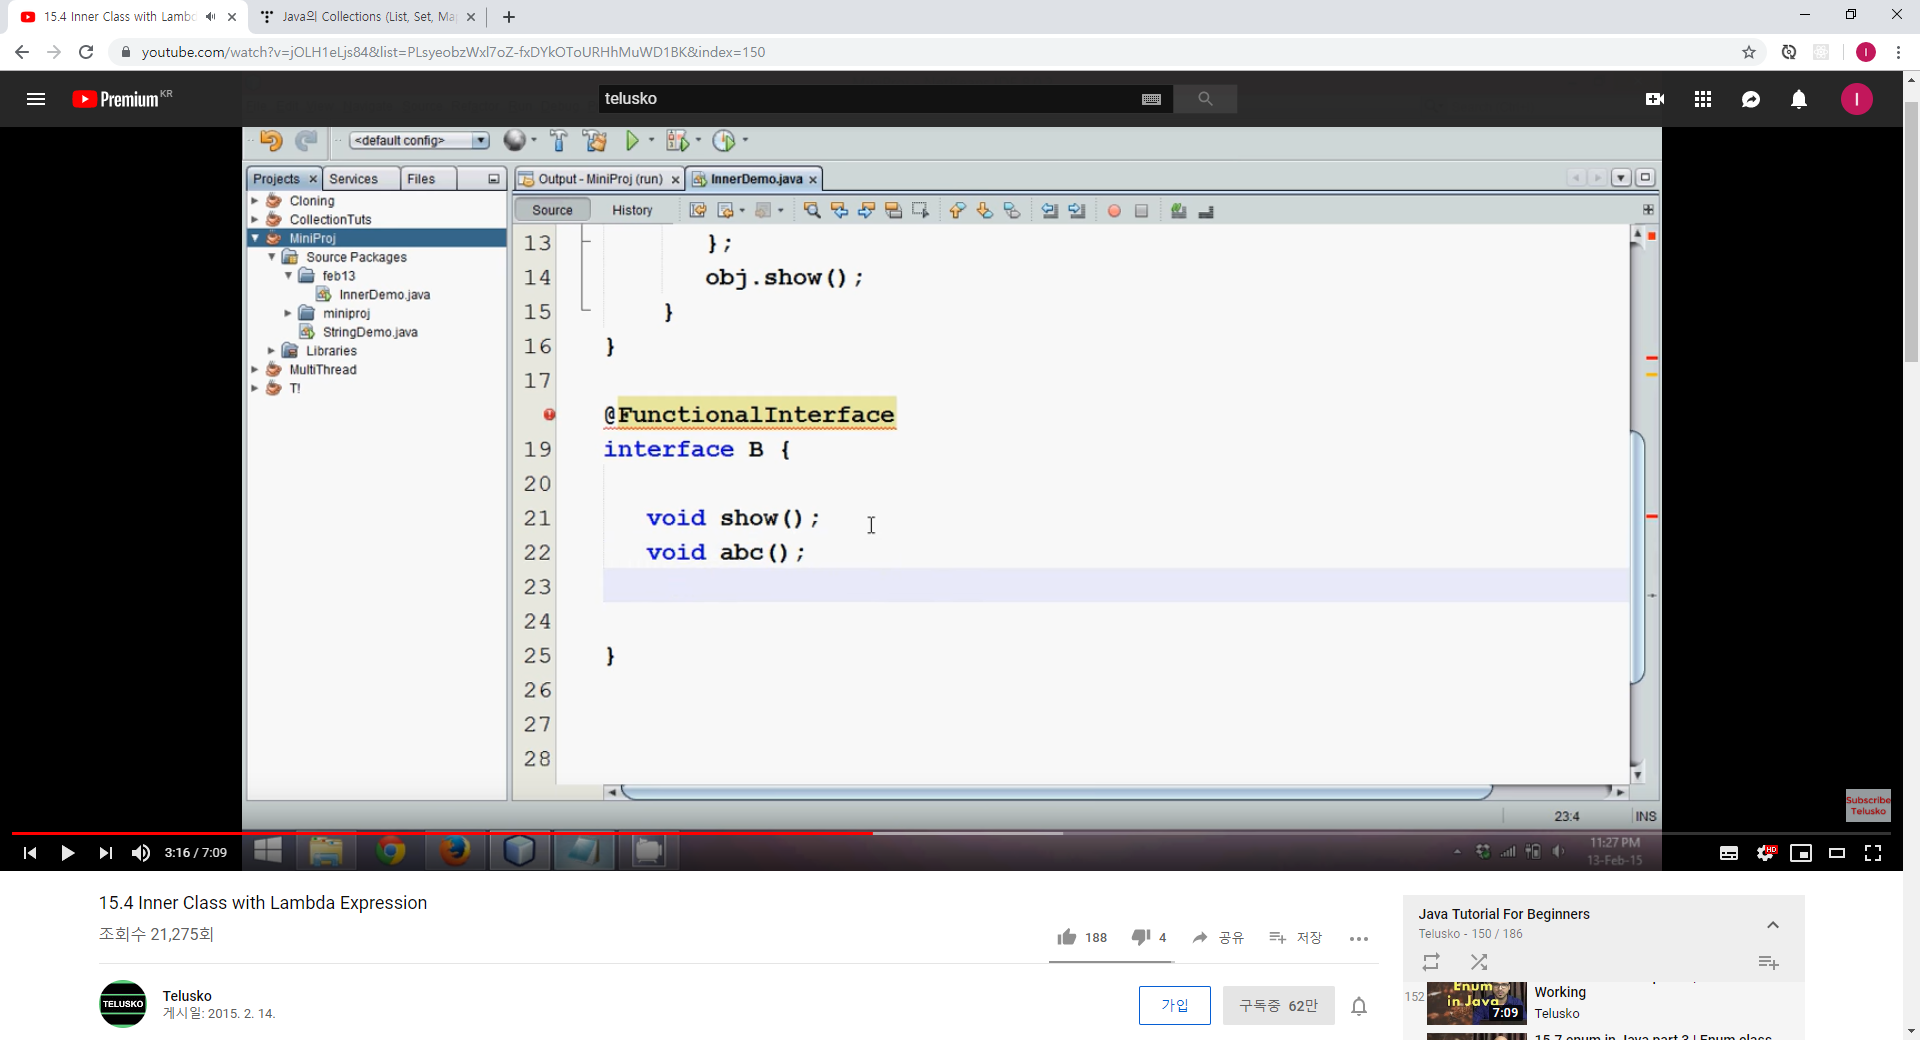 15.4 Inner Class with Lambd
Java의 Collections (List, Set, Ma
youtube.com/watch?v=jOLH1eLjs84&list=PLsyeobzWxl7oZ-fxDYkOToURHhMuWD1BK&index=150
I
Premium KR
telusko
I
<default config>
Projects
Services
Files
Output - MiniProj (run)
InnerDemo.java
Source
History
Cloning
CollectionTuts
MiniProj
Source Packages
feb13
InnerDemo.java
miniproj
StringDemo.java
Libraries
MultiThread
T!
13 };
14 obj.show();
15 }
16 }
17
@FunctionalInterface
19 interface B {
20
21 void show();
22 void abc();
23
24
25 }
26
27
28
23:4
INS
Subscribe
Telusko
3:16 / 7:09
HD
11:27 PM
13-Feb-15
15.4 Inner Class with Lambda Expression
조회수 21,275회
188
4
공유
저장
TELUSKO
Telusko
게시일: 2015. 2. 14.
가입
구독중 62만
Java Tutorial For Beginners
Telusko - 150 / 186
152
Enum
in Java
7:09
Working
Telusko
15.7 enum in Java part 3 | Enum class